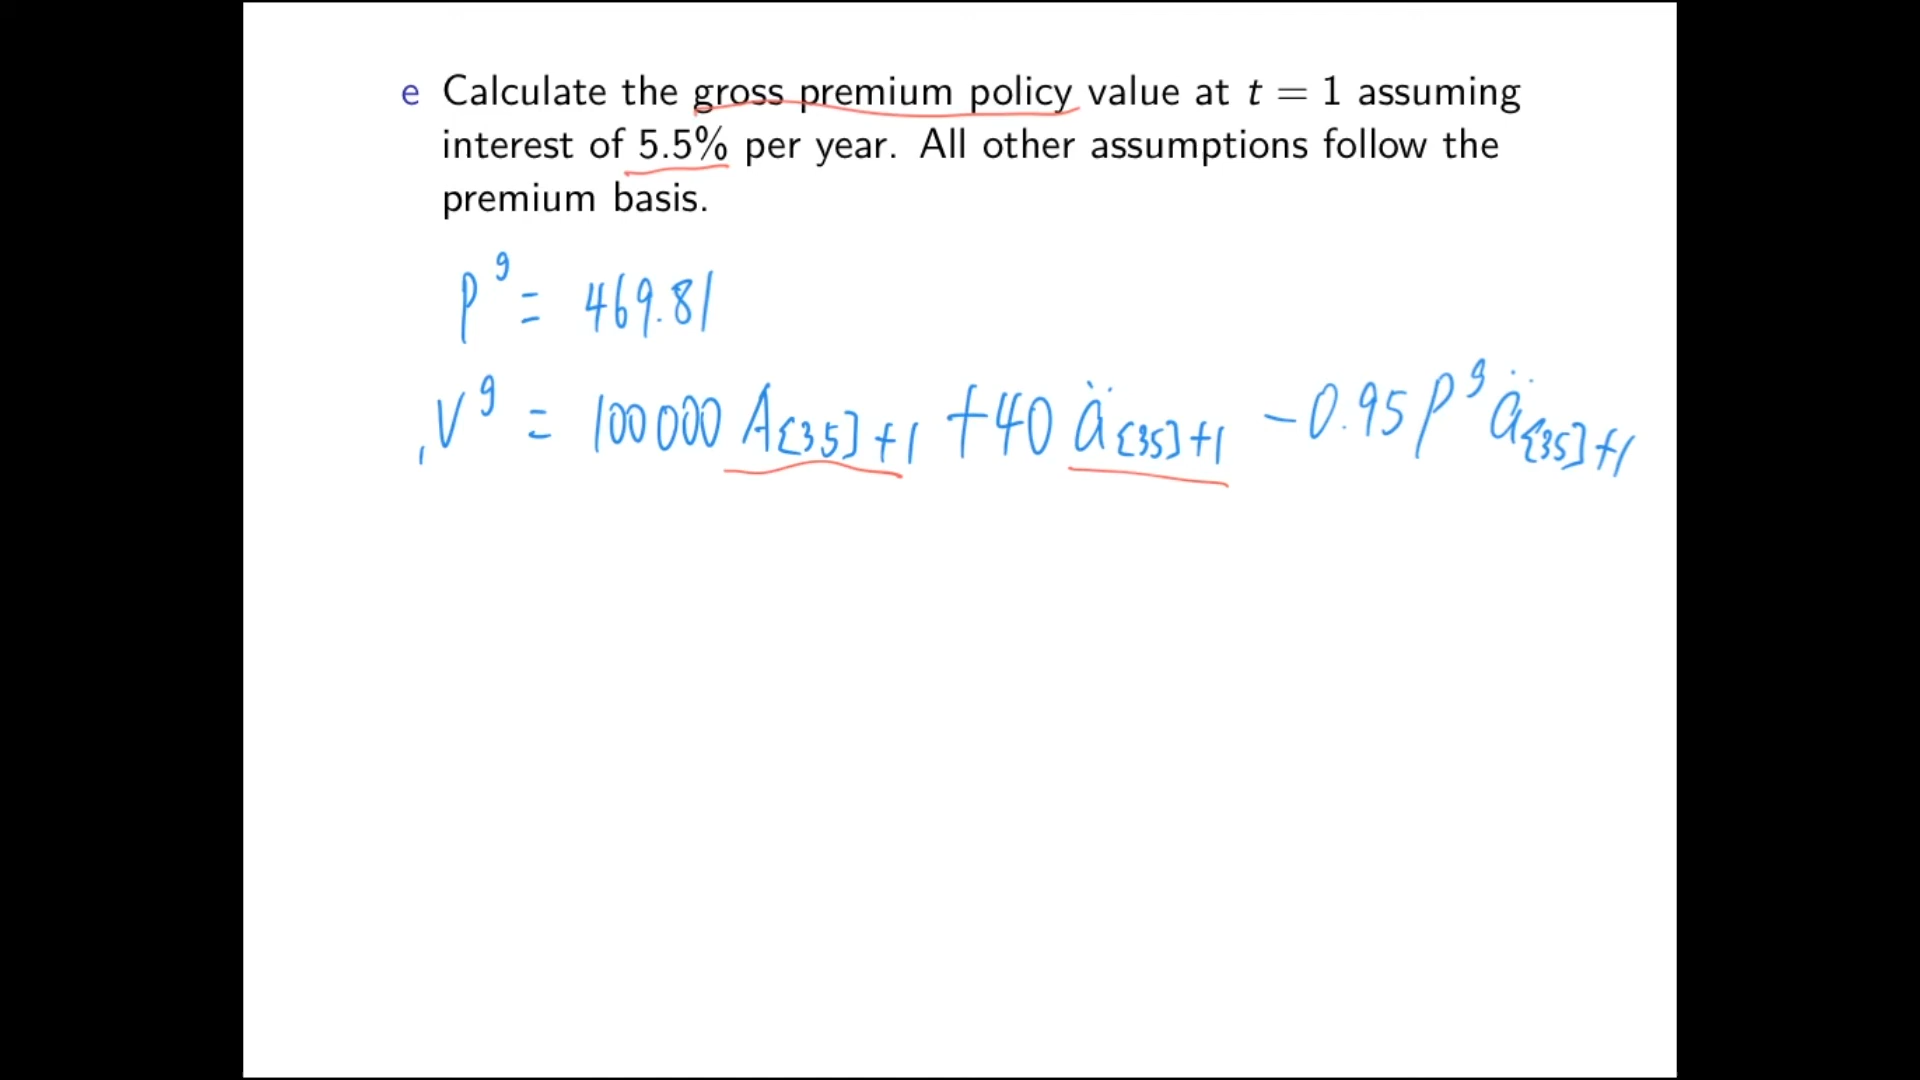 e Calculate the gross premium policy value at t = 1 assuming
interest of 5.5% per year. All other assumptions follow the
premium basis.
P^g = 469.81
₁V^g = 100000 A_{[35]+1} + 40 ä_{[35]+1} - 0.95 P^g ä_{[35]+1}